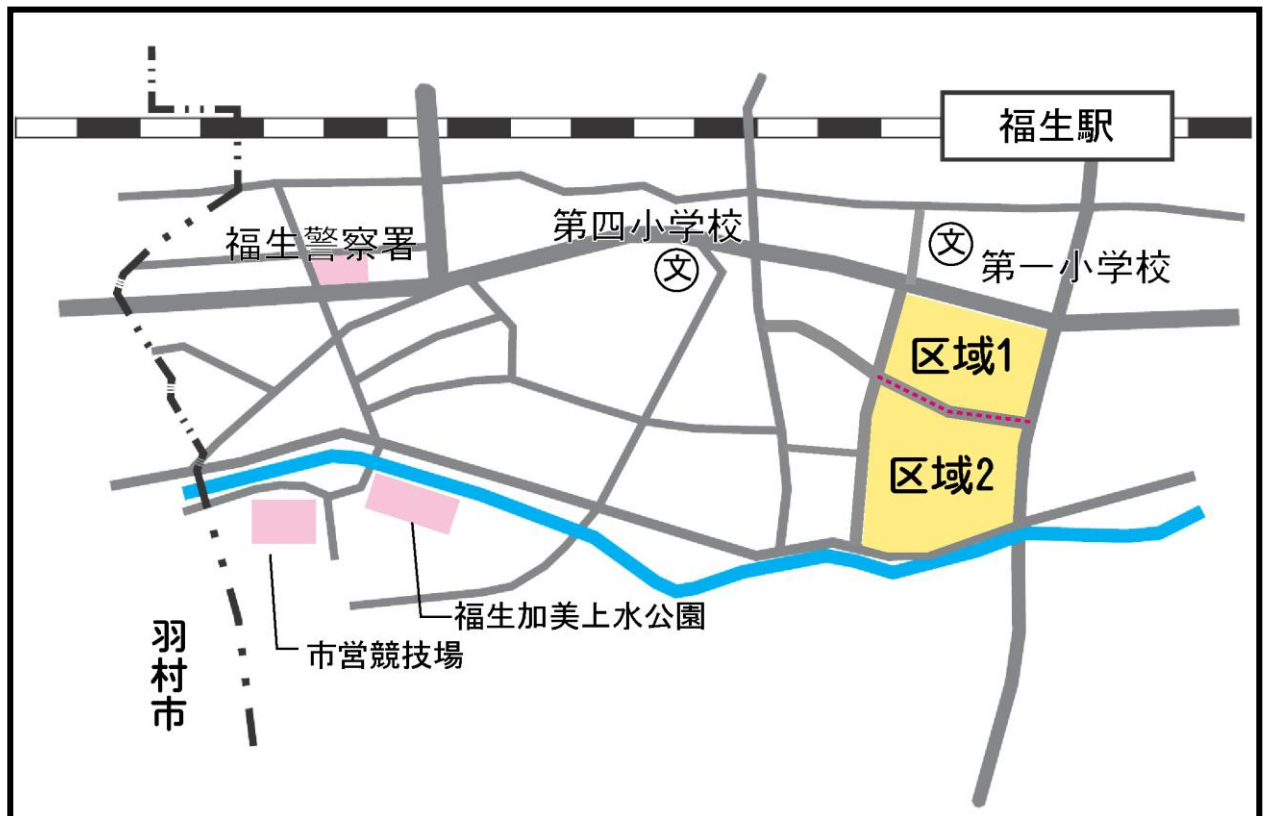 福生駅
第四小学校
福生警察署
文
文
第一小学校
区域1
区域2
福生加美上水公園
市営競技場
羽村市